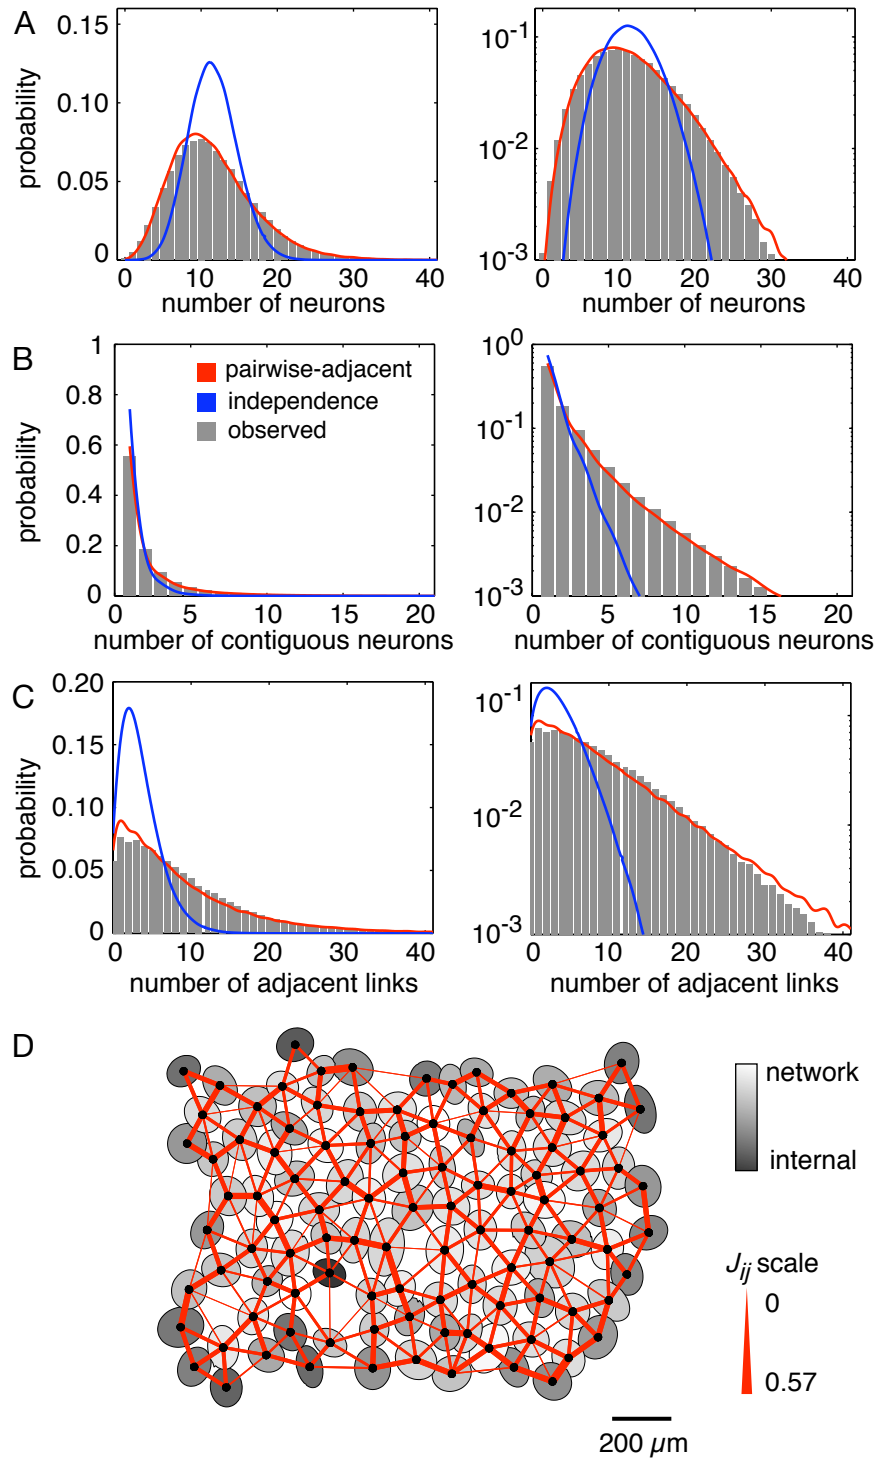 A
0.15
0.10
0.05
0
probability
0 10 20 30 40
number of neurons
10-1
10-2
10-3
0 10 20 30 40
number of neurons
B
1
0.8
0.6
0.4
0.2
0
probability
pairwise-adjacent
independence
observed
0 5 10 15 20
number of contiguous neurons
100
10-1
10-2
10-3
0 5 10 15 20
number of contiguous neurons
C
0.20
0.15
0.10
0.05
0
probability
0 10 20 30 40
number of adjacent links
10-1
10-2
10-3
0 10 20 30 40
number of adjacent links
D
network
internal
Jij scale
0
0.57
200 μm